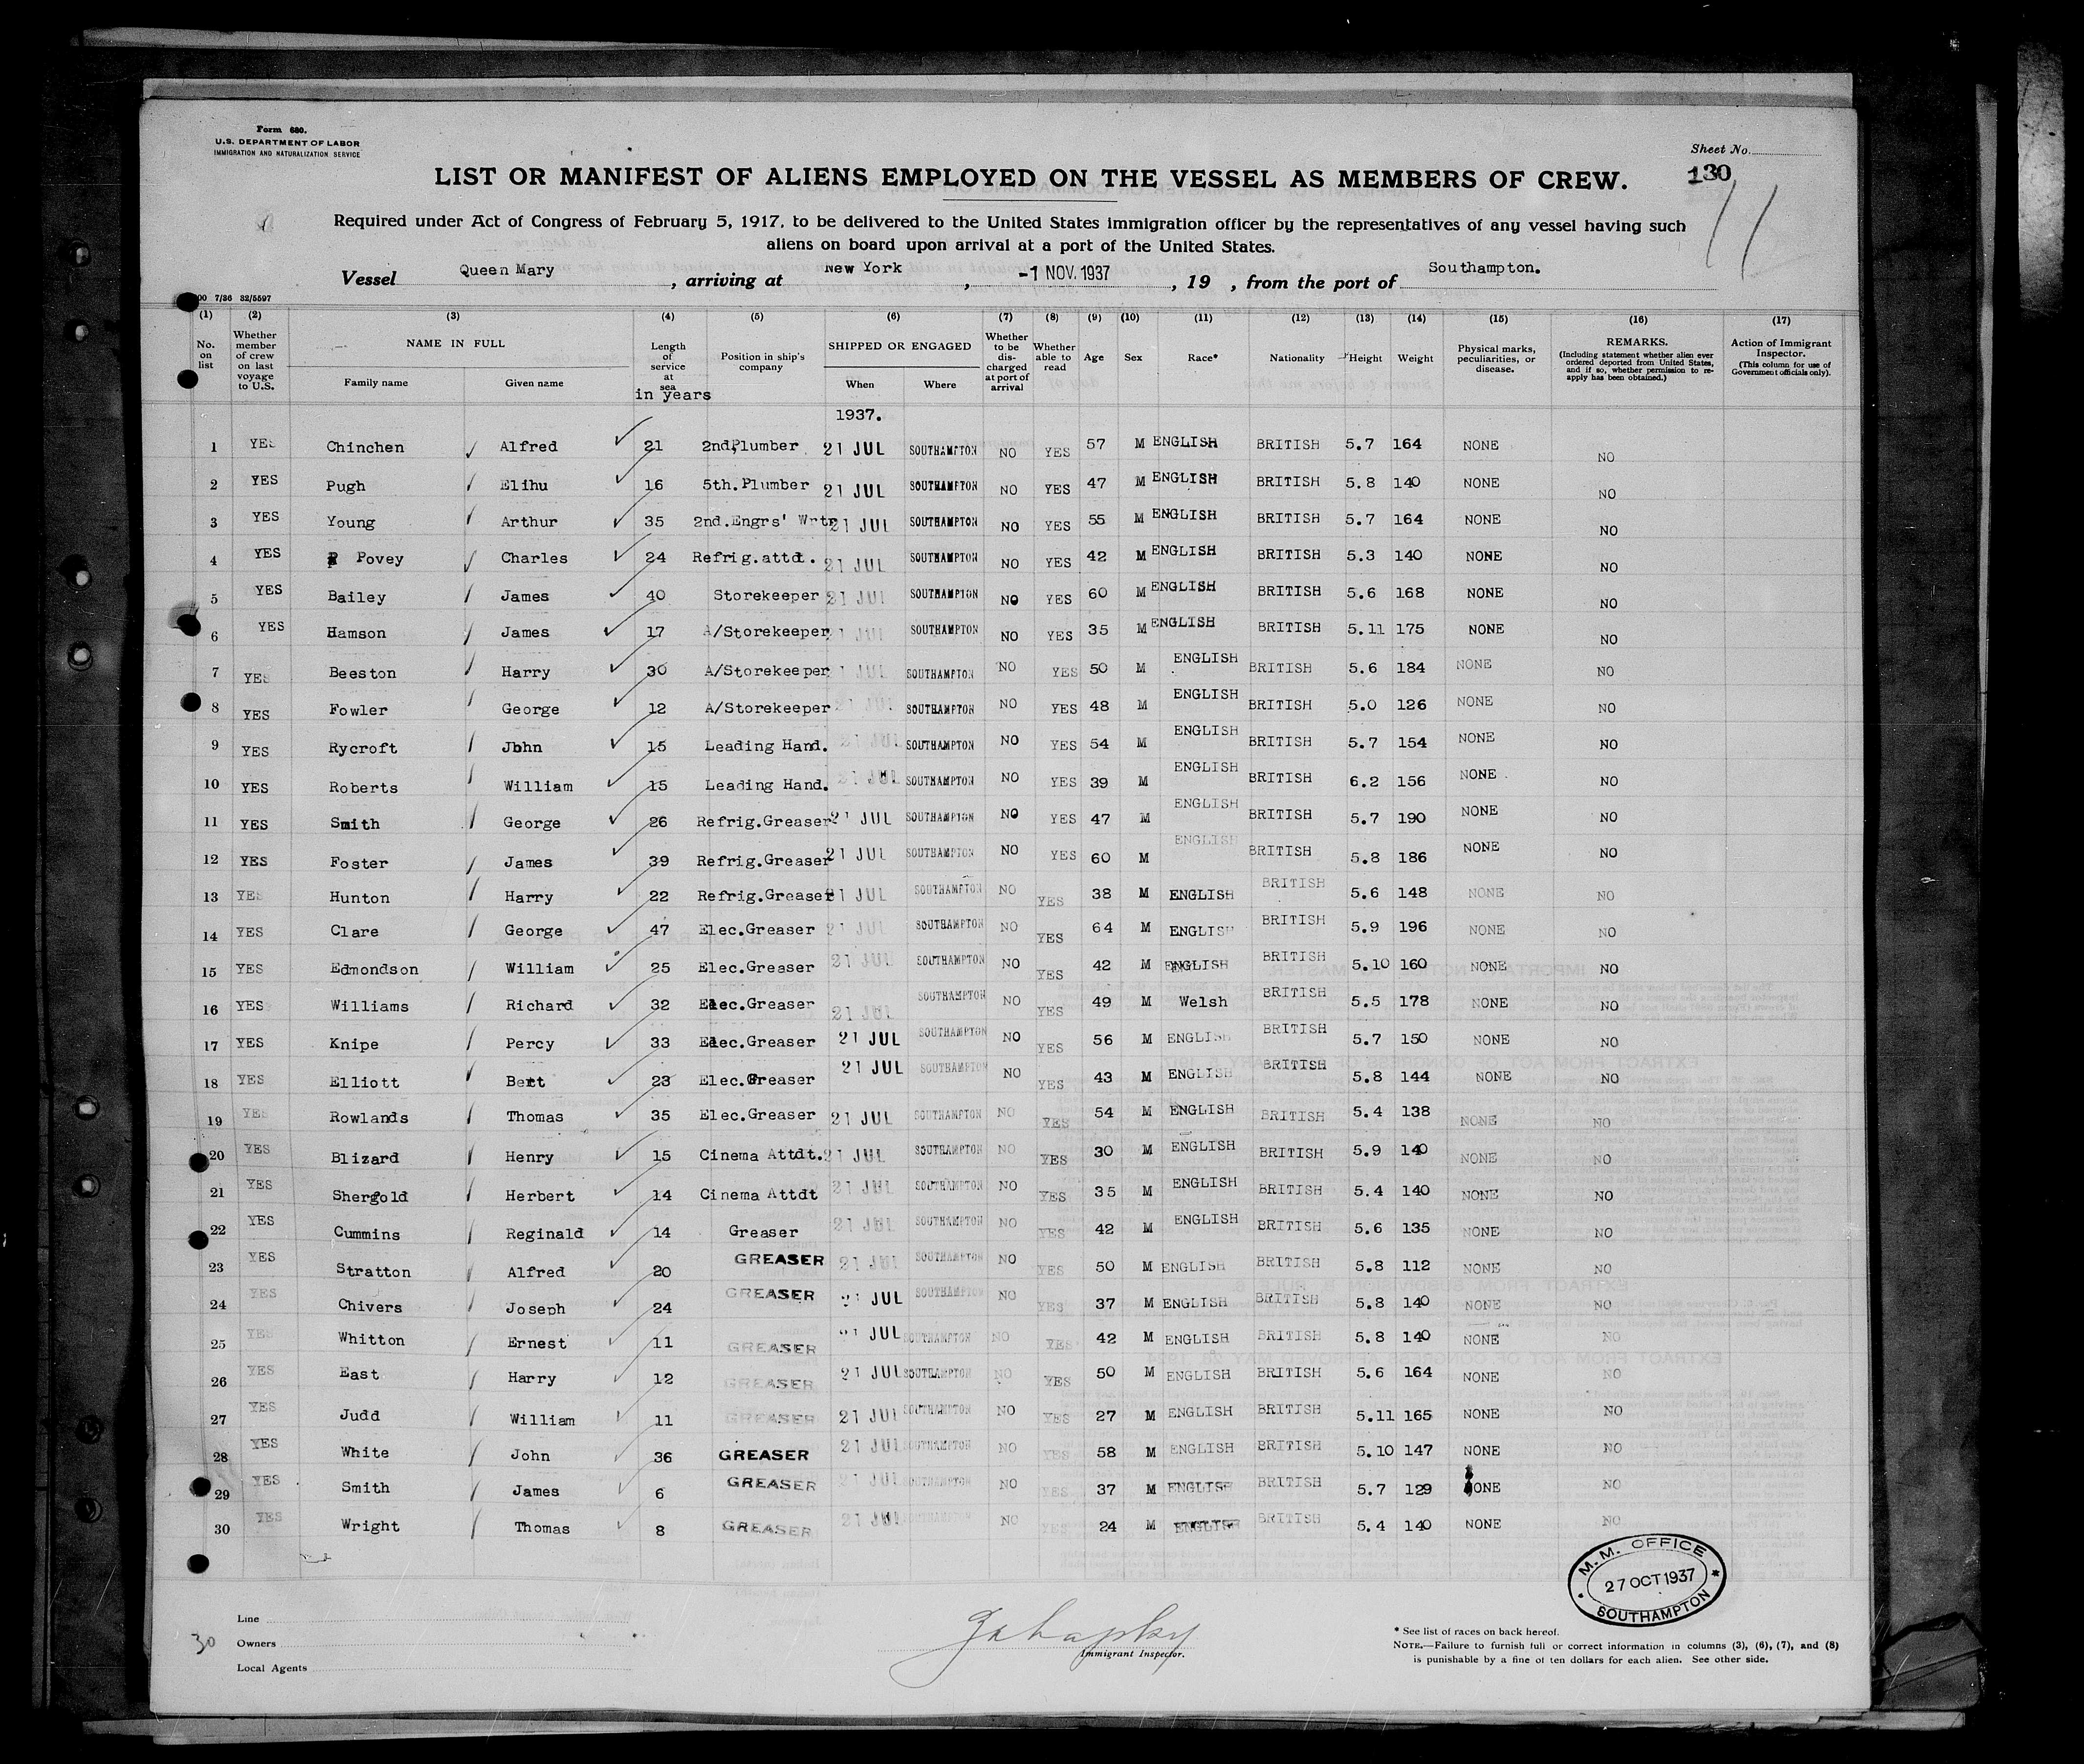 Form 680.
U.S. DEPARTMENT OF LABOR
IMMIGRATION AND NATURALIZATION SERVICE
Sheet No.
130
11
LIST OR MANIFEST OF ALIENS EMPLOYED ON THE VESSEL AS MEMBERS OF CREW.
Required under Act of Congress of February 5, 1917, to be delivered to the United States immigration officer by the representatives of any vessel having such
aliens on board upon arrival at a port of the United States.
Vessel Queen Mary, arriving at New York, -1 NOV. 1937, 19 , from the port of Southampton.
00 7/36 32/5597
(1) (2) (3) (4) (5) (6) (7) (8) (9) (10) (11) (12) (13) (14) (15) (16) (17)
No. on list
Whether member of crew on last voyage to U.S.
NAME IN FULL
Family name
Given name
Length of service at sea
in years
Position in ship's company
SHIPPED OR ENGAGED
When
Where
Whether to be dis-charged at port of arrival
Whether able to read
Age
Sex
Race*
Nationality
Height
Weight
Physical marks, peculiarities, or disease.
REMARKS.
(Including statement whether alien ever ordered deported from United States, and if so, whether permission to re-apply has been obtained.)
Action of Immigrant Inspector.
(This column for use of Government officials only).
1937.
1 YES Chinchen Alfred 21 2nd,Plumber 21 JUL SOUTHAMPTON NO YES 57 M ENGLISH BRITISH 5.7 164 NONE NO
2 YES Pugh Elihu 16 5th.Plumber 21 JUL SOUTHAMPTON NO YES 47 M ENGLISH BRITISH 5.8 140 NONE NO
3 YES Young Arthur 35 2nd.Engrs' Wrtr 21 JUL SOUTHAMPTON NO YES 55 M ENGLISH BRITISH 5.7 164 NONE NO
4 YES Povey Charles 24 Refrig.attd. 21 JUL SOUTHAMPTON NO YES 42 M ENGLISH BRITISH 5.3 140 NONE NO
5 YES Bailey James 40 Storekeeper 21 JUL SOUTHAMPTON NO YES 60 M ENGLISH BRITISH 5.6 168 NONE NO
6 YES Hamson James 17 A/Storekeeper 21 JUL SOUTHAMPTON NO YES 35 M ENGLISH BRITISH 5.11 175 NONE NO
7 YES Beeston Harry 30 A/Storekeeper 1 JUL SOUTHAMPTON NO YES 50 M ENGLISH BRITISH 5.6 184 NONE NO
8 YES Fowler George 12 A/Storekeeper 21 JUL SOUTHAMPTON NO YES 48 M ENGLISH BRITISH 5.0 126 NONE NO
9 YES Rycroft John 15 Leading Hand. 21 JUL SOUTHAMPTON NO YES 54 M ENGLISH BRITISH 5.7 154 NONE NO
10 YES Roberts William 15 Leading Hand. 21 JUL SOUTHAMPTON NO YES 39 M ENGLISH BRITISH 6.2 156 NONE NO
11 YES Smith George 26 Refrig.Greaser 21 JUL SOUTHAMPTON NO YES 47 M ENGLISH BRITISH 5.7 190 NONE NO
12 YES Foster James 39 Refrig.Greaser 21 JUL SOUTHAMPTON NO YES 60 M ENGLISH BRITISH 5.8 186 NONE NO
13 YES Hunton Harry 22 Refrig.Greaser 21 JUL SOUTHAMPTON NO YES 38 M ENGLISH BRITISH 5.6 148 NONE NO
14 YES Clare George 47 Elec.Greaser 21 JUL SOUTHAMPTON NO YES 64 M ENGLISH BRITISH 5.9 196 NONE NO
15 YES Edmondson William 25 Elec.Greaser 21 JUL SOUTHAMPTON NO YES 42 M ENGLISH BRITISH 5.10 160 NONE NO
16 YES Williams Richard 32 Elec.Greaser 21 JUL SOUTHAMPTON NO YES 49 M Welsh BRITISH 5.5 178 NONE NO
17 YES Knipe Percy 33 Elec.Greaser 21 JUL SOUTHAMPTON NO YES 56 M ENGLISH BRITISH 5.7 150 NONE NO
18 YES Elliott Bert 23 Elec.Greaser 21 JUL SOUTHAMPTON NO YES 43 M ENGLISH BRITISH 5.8 144 NONE NO
19 YES Rowlands Thomas 35 Elec.Greaser 21 JUL SOUTHAMPTON NO YES 54 M ENGLISH BRITISH 5.4 138 NONE NO
20 YES Blizard Henry 15 Cinema Attdt. 21 JUL SOUTHAMPTON NO YES 30 M ENGLISH BRITISH 5.9 140 NONE NO
21 YES Shergold Herbert 14 Cinema Attdt 21 JUL SOUTHAMPTON NO YES 35 M ENGLISH BRITISH 5.4 140 NONE NO
22 YES Cummins Reginald 14 Greaser 21 JUL SOUTHAMPTON NO YES 42 M ENGLISH BRITISH 5.6 135 NONE NO
23 YES Stratton Alfred 20 GREASER 21 JUL SOUTHAMPTON NO YES 50 M ENGLISH BRITISH 5.8 112 NONE NO
24 YES Chivers Joseph 24 GREASER 21 JUL SOUTHAMPTON NO YES 37 M ENGLISH BRITISH 5.8 140 NONE NO
25 YES Whitton Ernest 11 GREASER 21 JUL SOUTHAMPTON NO YES 42 M ENGLISH BRITISH 5.8 140 NONE NO
26 YES East Harry 12 GREASER 21 JUL SOUTHAMPTON NO YES 50 M ENGLISH BRITISH 5.6 164 NONE NO
27 YES Judd William 11 GREASER 21 JUL SOUTHAMPTON NO YES 27 M ENGLISH BRITISH 5.11 165 NONE NO
28 YES White John 36 GREASER 21 JUL SOUTHAMPTON NO YES 58 M ENGLISH BRITISH 5.10 147 NONE NO
29 YES Smith James 6 GREASER 21 JUL SOUTHAMPTON NO YES 37 M ENGLISH BRITISH 5.7 129 NONE NO
30 YES Wright Thomas 8 GREASER 21 JUL SOUTHAMPTON NO YES 24 M ENGLISH BRITISH 5.4 140 NONE NO
M.M. OFFICE
27 OCT 1937
SOUTHAMPTON
Line
30
Owners
Local Agents
Immigrant Inspector.
* See list of races on back hereof.
NOTE.—Failure to furnish full or correct information in columns (3), (6), (7), and (8)
is punishable by a fine of ten dollars for each alien. See other side.